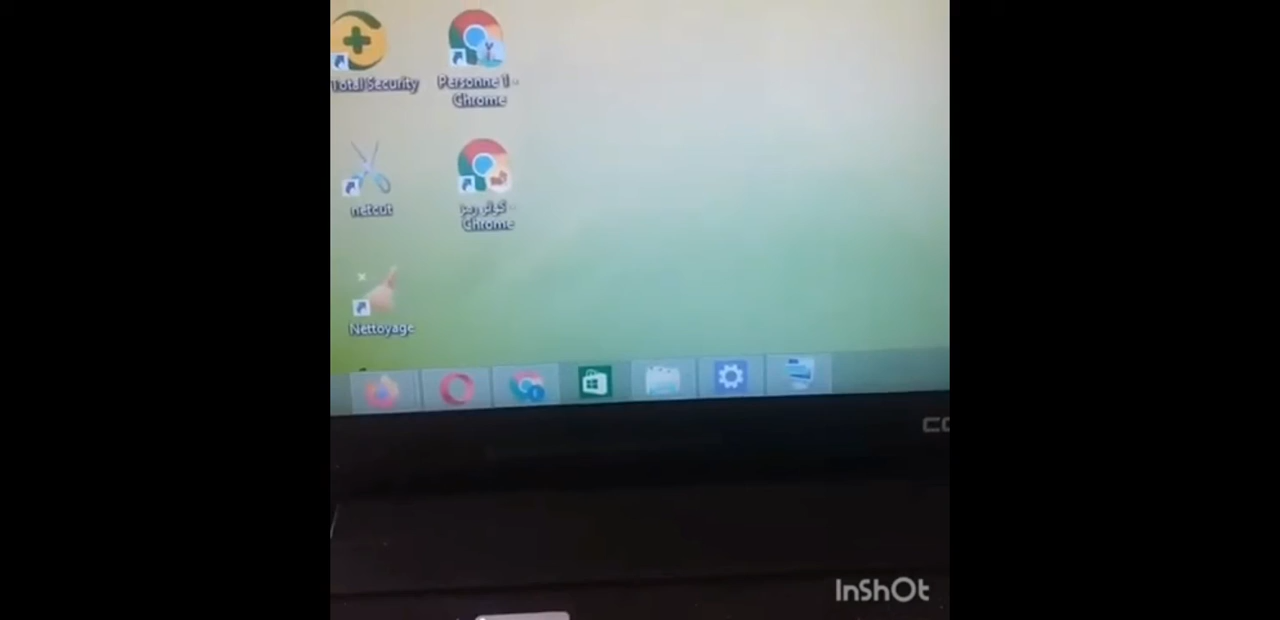 Total Security
Personne 1 -
Chrome
netcut
Chrome
Nettoyage
InShOt